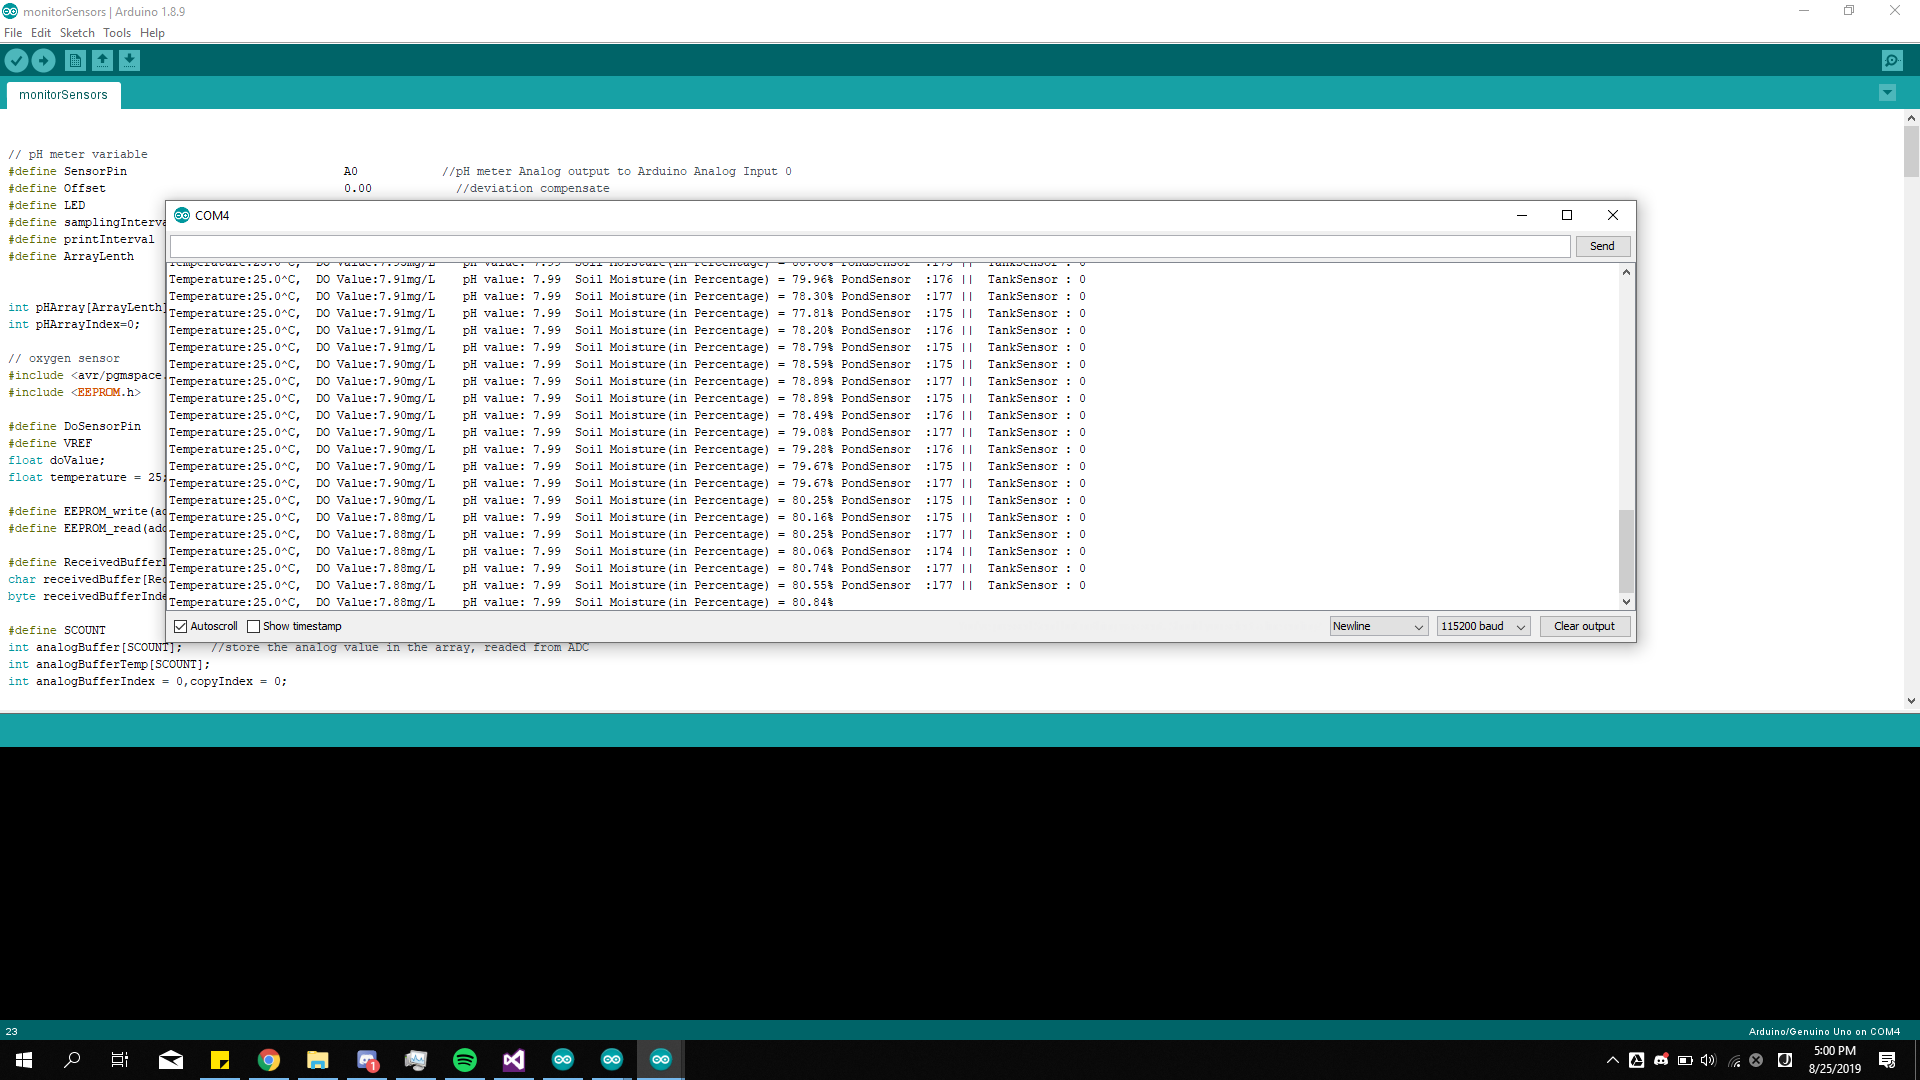 monitorSensors | Arduino 1.8.9
File Edit Sketch Tools Help
monitorSensors
// pH meter variable
#define SensorPin A0 //pH meter Analog output to Arduino Analog Input 0
#define Offset 0.00 //deviation compensate
#define LED
#define samplingInterva
#define printInterval
#define ArrayLenth
int pHArray[ArrayLenth]
int pHArrayIndex=0;
// oxygen sensor
#include <avr/pgmspace.
#include <EEPROM.h>
#define DoSensorPin
#define VREF
float doValue;
float temperature = 25;
#define EEPROM_write(ad
#define EEPROM_read(add
#define ReceivedBufferL
char receivedBuffer[Rec
byte receivedBufferInde
#define SCOUNT
int analogBuffer[SCOUNT]; //store the analog value in the array, readed from ADC
int analogBufferTemp[SCOUNT];
int analogBufferIndex = 0,copyIndex = 0;
COM4
Send
Temperature:25.0^C, DO Value:7.91mg/L pH value: 7.99 Soil Moisture(in Percentage) = 79.96% PondSensor :176 || TankSensor : 0
Temperature:25.0^C, DO Value:7.91mg/L pH value: 7.99 Soil Moisture(in Percentage) = 78.30% PondSensor :177 || TankSensor : 0
Temperature:25.0^C, DO Value:7.91mg/L pH value: 7.99 Soil Moisture(in Percentage) = 77.81% PondSensor :175 || TankSensor : 0
Temperature:25.0^C, DO Value:7.91mg/L pH value: 7.99 Soil Moisture(in Percentage) = 78.20% PondSensor :176 || TankSensor : 0
Temperature:25.0^C, DO Value:7.91mg/L pH value: 7.99 Soil Moisture(in Percentage) = 78.79% PondSensor :175 || TankSensor : 0
Temperature:25.0^C, DO Value:7.90mg/L pH value: 7.99 Soil Moisture(in Percentage) = 78.59% PondSensor :175 || TankSensor : 0
Temperature:25.0^C, DO Value:7.90mg/L pH value: 7.99 Soil Moisture(in Percentage) = 78.89% PondSensor :177 || TankSensor : 0
Temperature:25.0^C, DO Value:7.90mg/L pH value: 7.99 Soil Moisture(in Percentage) = 78.89% PondSensor :175 || TankSensor : 0
Temperature:25.0^C, DO Value:7.90mg/L pH value: 7.99 Soil Moisture(in Percentage) = 78.49% PondSensor :176 || TankSensor : 0
Temperature:25.0^C, DO Value:7.90mg/L pH value: 7.99 Soil Moisture(in Percentage) = 79.08% PondSensor :177 || TankSensor : 0
Temperature:25.0^C, DO Value:7.90mg/L pH value: 7.99 Soil Moisture(in Percentage) = 79.28% PondSensor :176 || TankSensor : 0
Temperature:25.0^C, DO Value:7.90mg/L pH value: 7.99 Soil Moisture(in Percentage) = 79.67% PondSensor :175 || TankSensor : 0
Temperature:25.0^C, DO Value:7.90mg/L pH value: 7.99 Soil Moisture(in Percentage) = 79.67% PondSensor :177 || TankSensor : 0
Temperature:25.0^C, DO Value:7.90mg/L pH value: 7.99 Soil Moisture(in Percentage) = 80.25% PondSensor :175 || TankSensor : 0
Temperature:25.0^C, DO Value:7.88mg/L pH value: 7.99 Soil Moisture(in Percentage) = 80.16% PondSensor :175 || TankSensor : 0
Temperature:25.0^C, DO Value:7.88mg/L pH value: 7.99 Soil Moisture(in Percentage) = 80.25% PondSensor :177 || TankSensor : 0
Temperature:25.0^C, DO Value:7.88mg/L pH value: 7.99 Soil Moisture(in Percentage) = 80.06% PondSensor :174 || TankSensor : 0
Temperature:25.0^C, DO Value:7.88mg/L pH value: 7.99 Soil Moisture(in Percentage) = 80.74% PondSensor :177 || TankSensor : 0
Temperature:25.0^C, DO Value:7.88mg/L pH value: 7.99 Soil Moisture(in Percentage) = 80.55% PondSensor :177 || TankSensor : 0
Temperature:25.0^C, DO Value:7.88mg/L pH value: 7.99 Soil Moisture(in Percentage) = 80.84%
Autoscroll Show timestamp Newline 115200 baud Clear output
23 Arduino/Genuino Uno on COM4
1
5:00 PM
8/25/2019